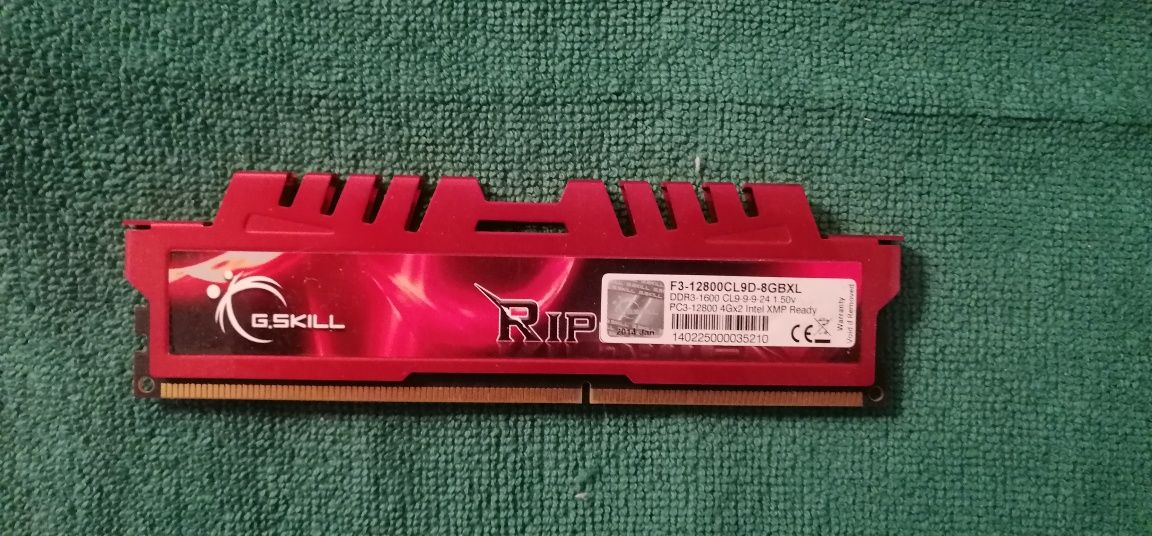 G.SKILL
RIP
F3-12800CL9D-8GBXL
DDR3-1600 CL9-9-9-24 1.50v
PC3-12800 4Gx2 Intel XMP Ready
140225000035210
2014 Jan
CE
Warranty
Void if Removed